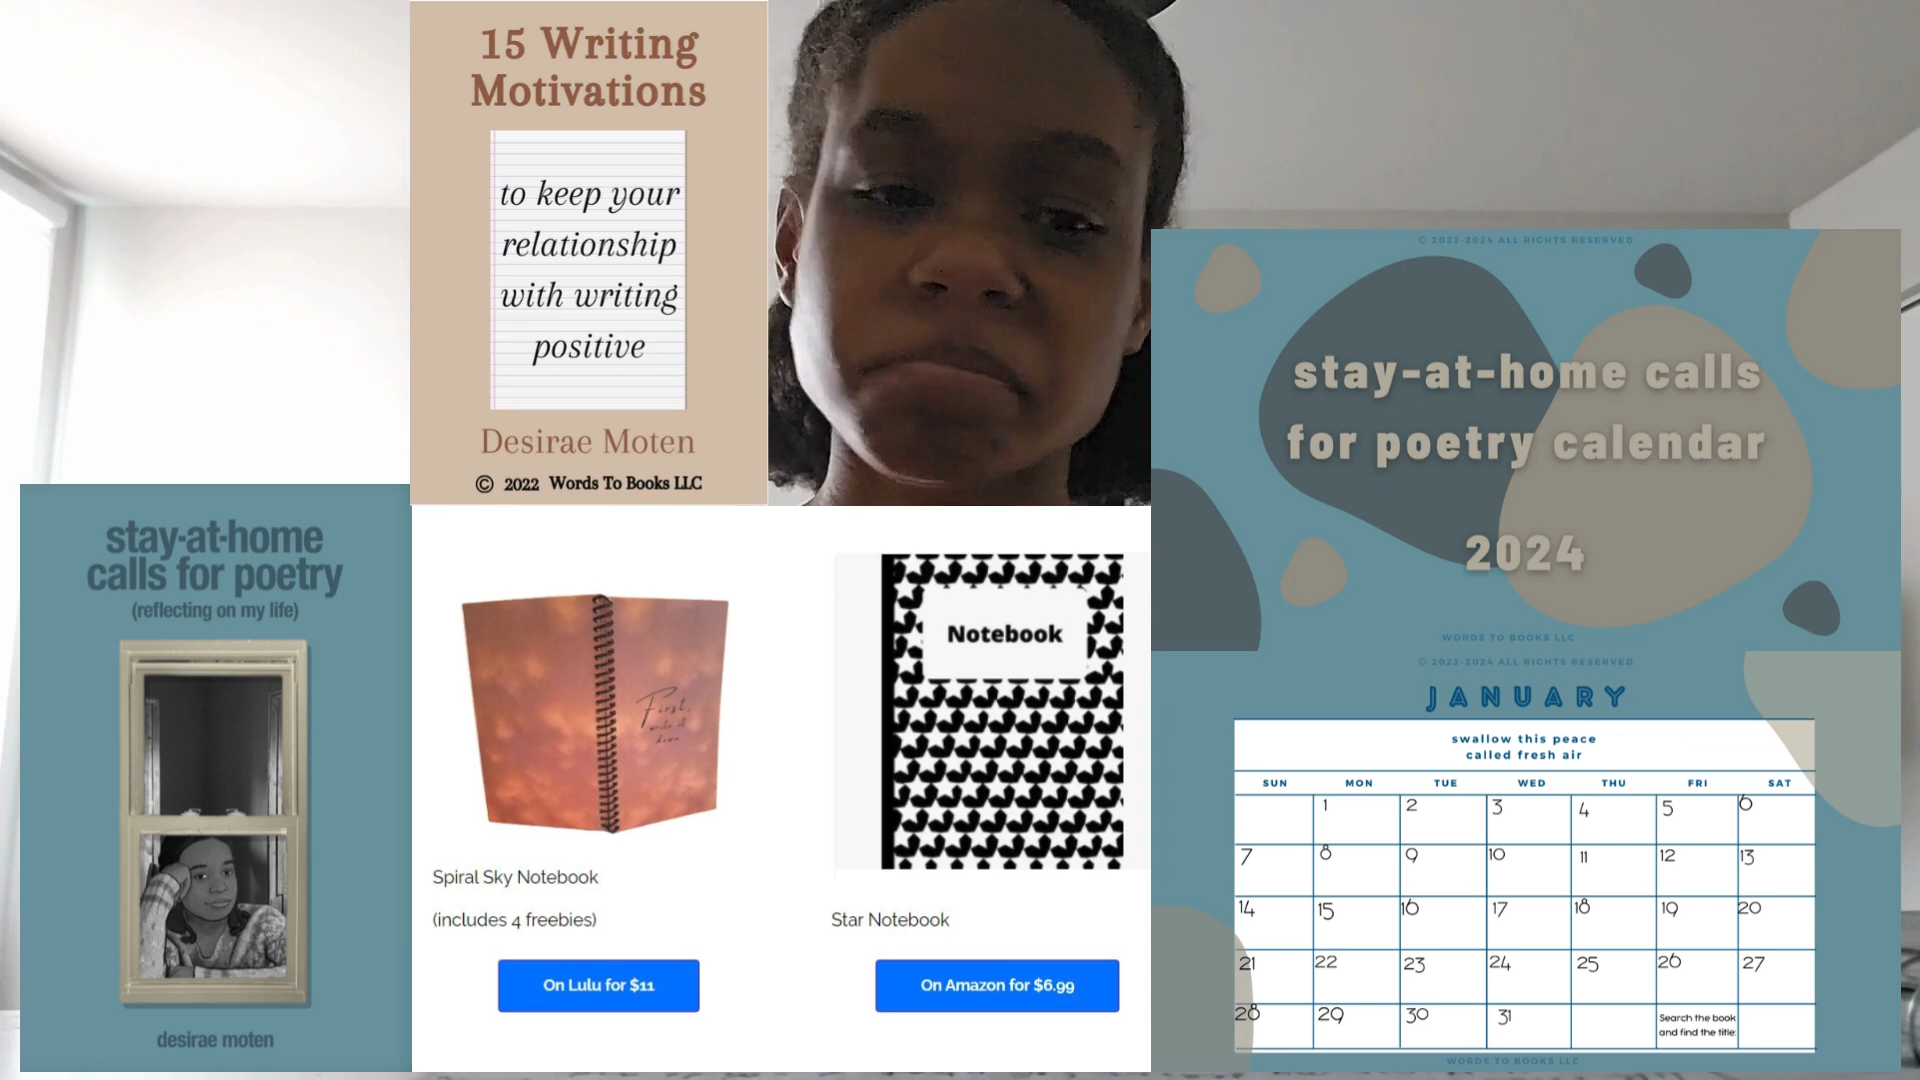 15 Writing
Motivations
to keep your
relationship
with writing
positive
Desirae Moten
© 2022 Words To Books LLC
stay-at-home
calls for poetry
(reflecting on my life)
desirae moten
First,
write it
down
Spiral Sky Notebook
(includes 4 freebies)
On Lulu for $11
Notebook
Star Notebook
On Amazon for $6.99
© 2023-2024 ALL RIGHTS RESERVED
stay-at-home calls
for poetry calendar
2024
WORDS TO BOOKS LLC
© 2023-2024 ALL RIGHTS RESERVED
JANUARY
swallow this peace
called fresh air
SUN MON TUE WED THU FRI SAT
1 2 3 4 5 6
7 8 9 10 11 12 13
14 15 16 17 18 19 20
21 22 23 24 25 26 27
28 29 30 31
Search the book
and find the title:
WORDS TO BOOKS LLC